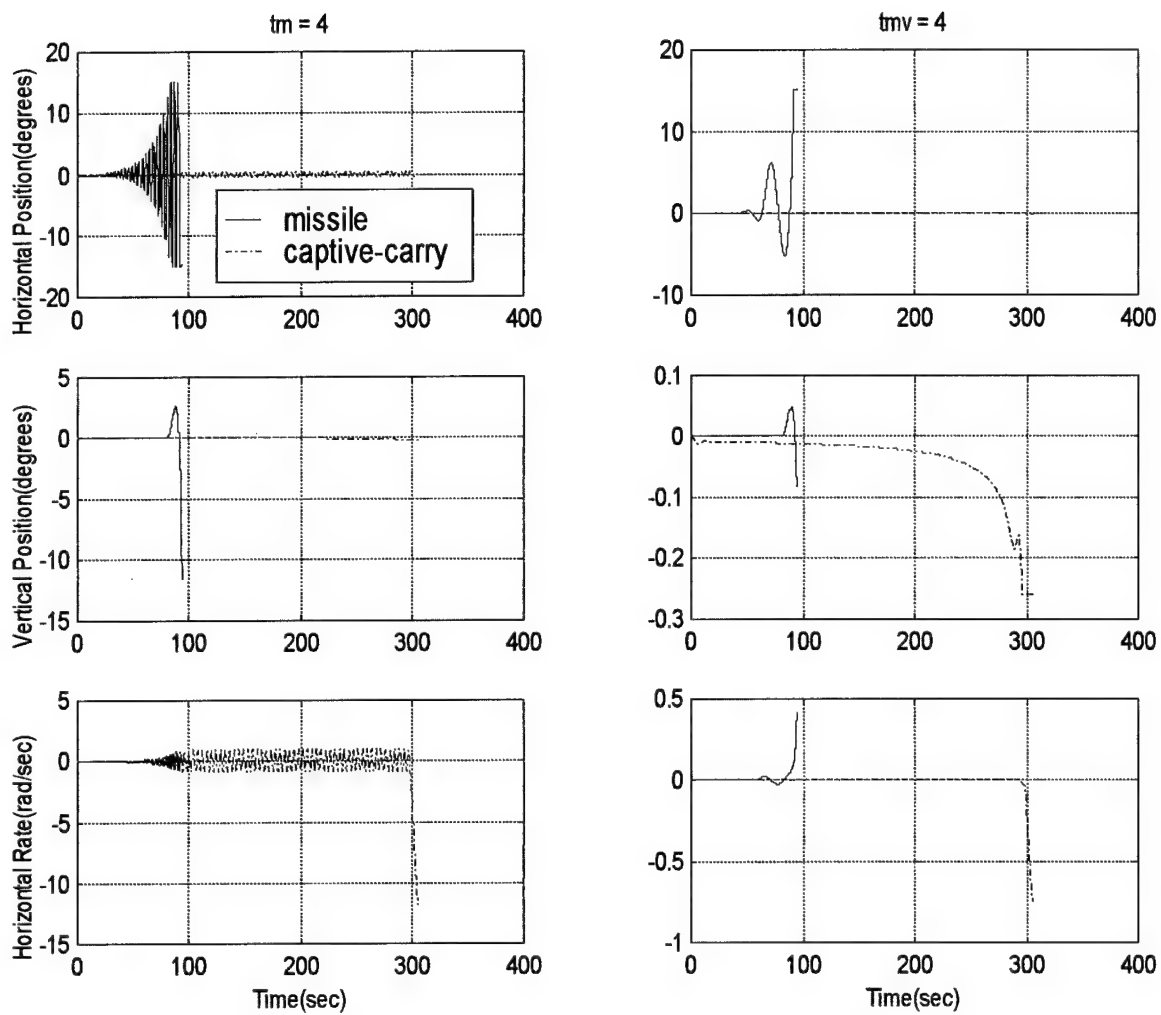 tm = 4
tmv = 4
Horizontal Position(degrees)
20
10
0
-10
-20
0 100 200 300 400
missile
captive-carry
20
10
0
-10
0 100 200 300 400
Vertical Position(degrees)
5
0
-5
-10
-15
0 100 200 300 400
0.1
0
-0.1
-0.2
-0.3
0 100 200 300 400
Horizontal Rate(rad/sec)
5
0
-5
-10
-15
0 100 200 300 400
Time(sec)
0.5
0
-0.5
-1
0 100 200 300 400
Time(sec)